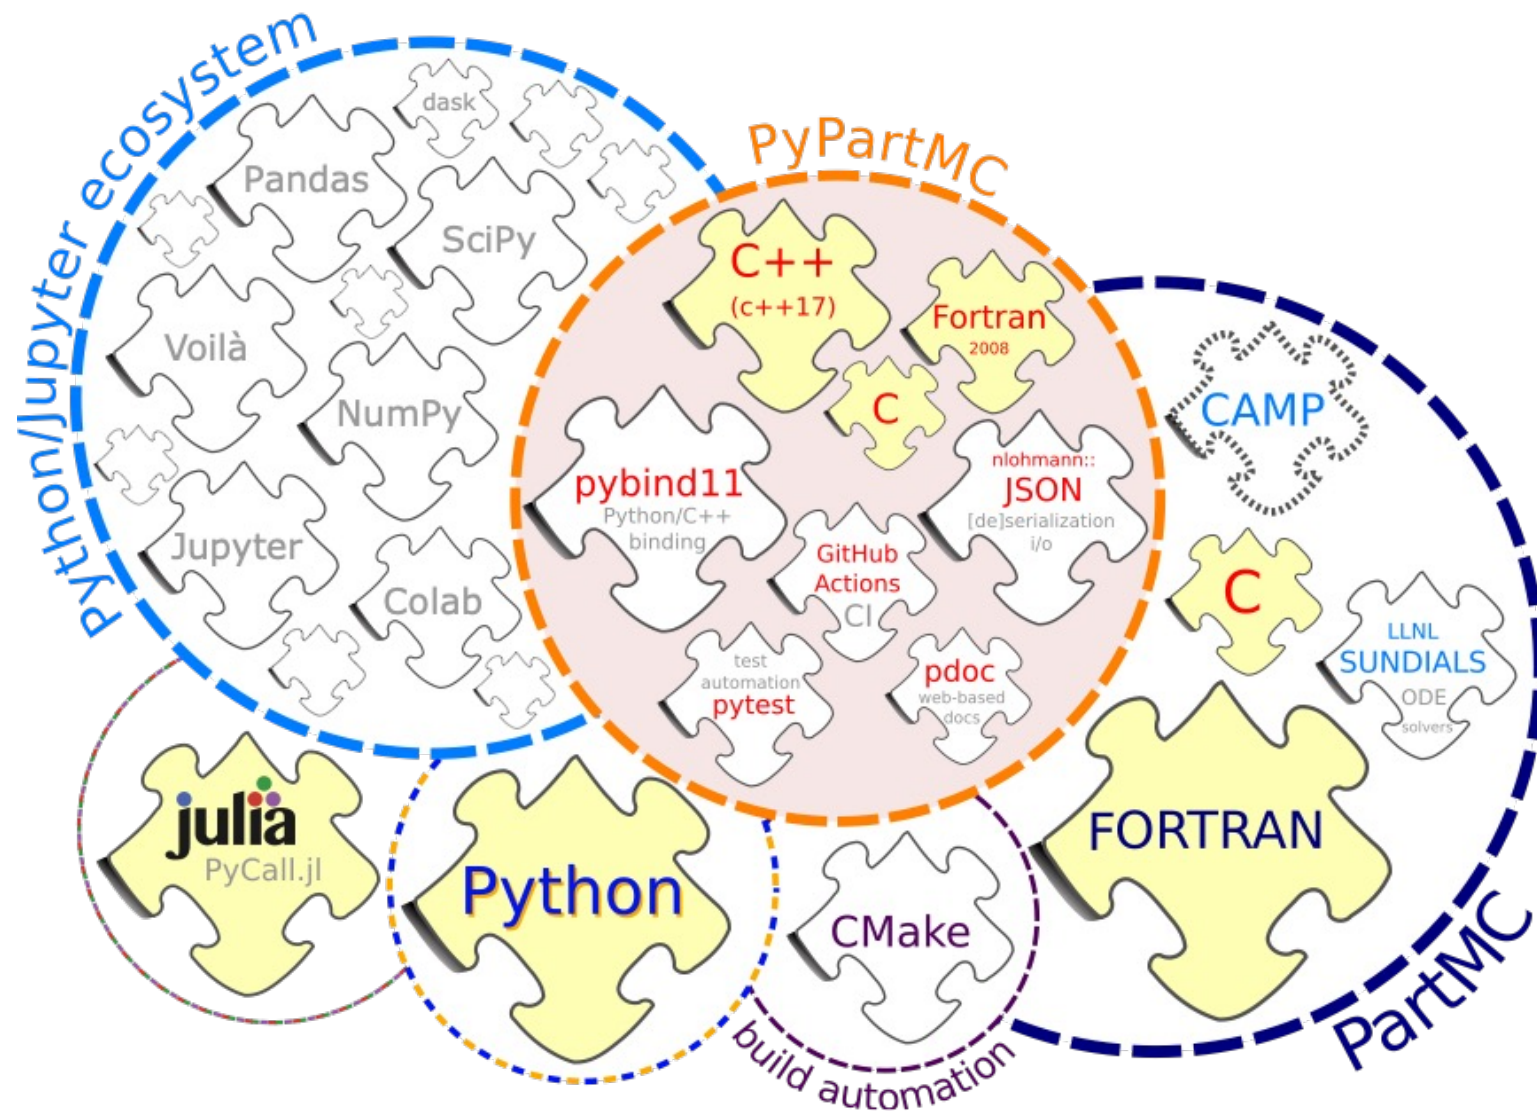 Python/Jupyter ecosystem
dask
Pandas
SciPy
Voilà
NumPy
Jupyter
Colab
PyPartMC
C++
(c++17)
Fortran
2008
C
pybind11
Python/C++
binding
nlohmann::
JSON
[de]serialization
i/o
GitHub
Actions
CI
test
automation
pytest
pdoc
web-based
docs
CAMP
C
LLNL
SUNDIALS
ODE
solvers
FORTRAN
PartMC
julia
PyCall.jl
Python
CMake
build automation